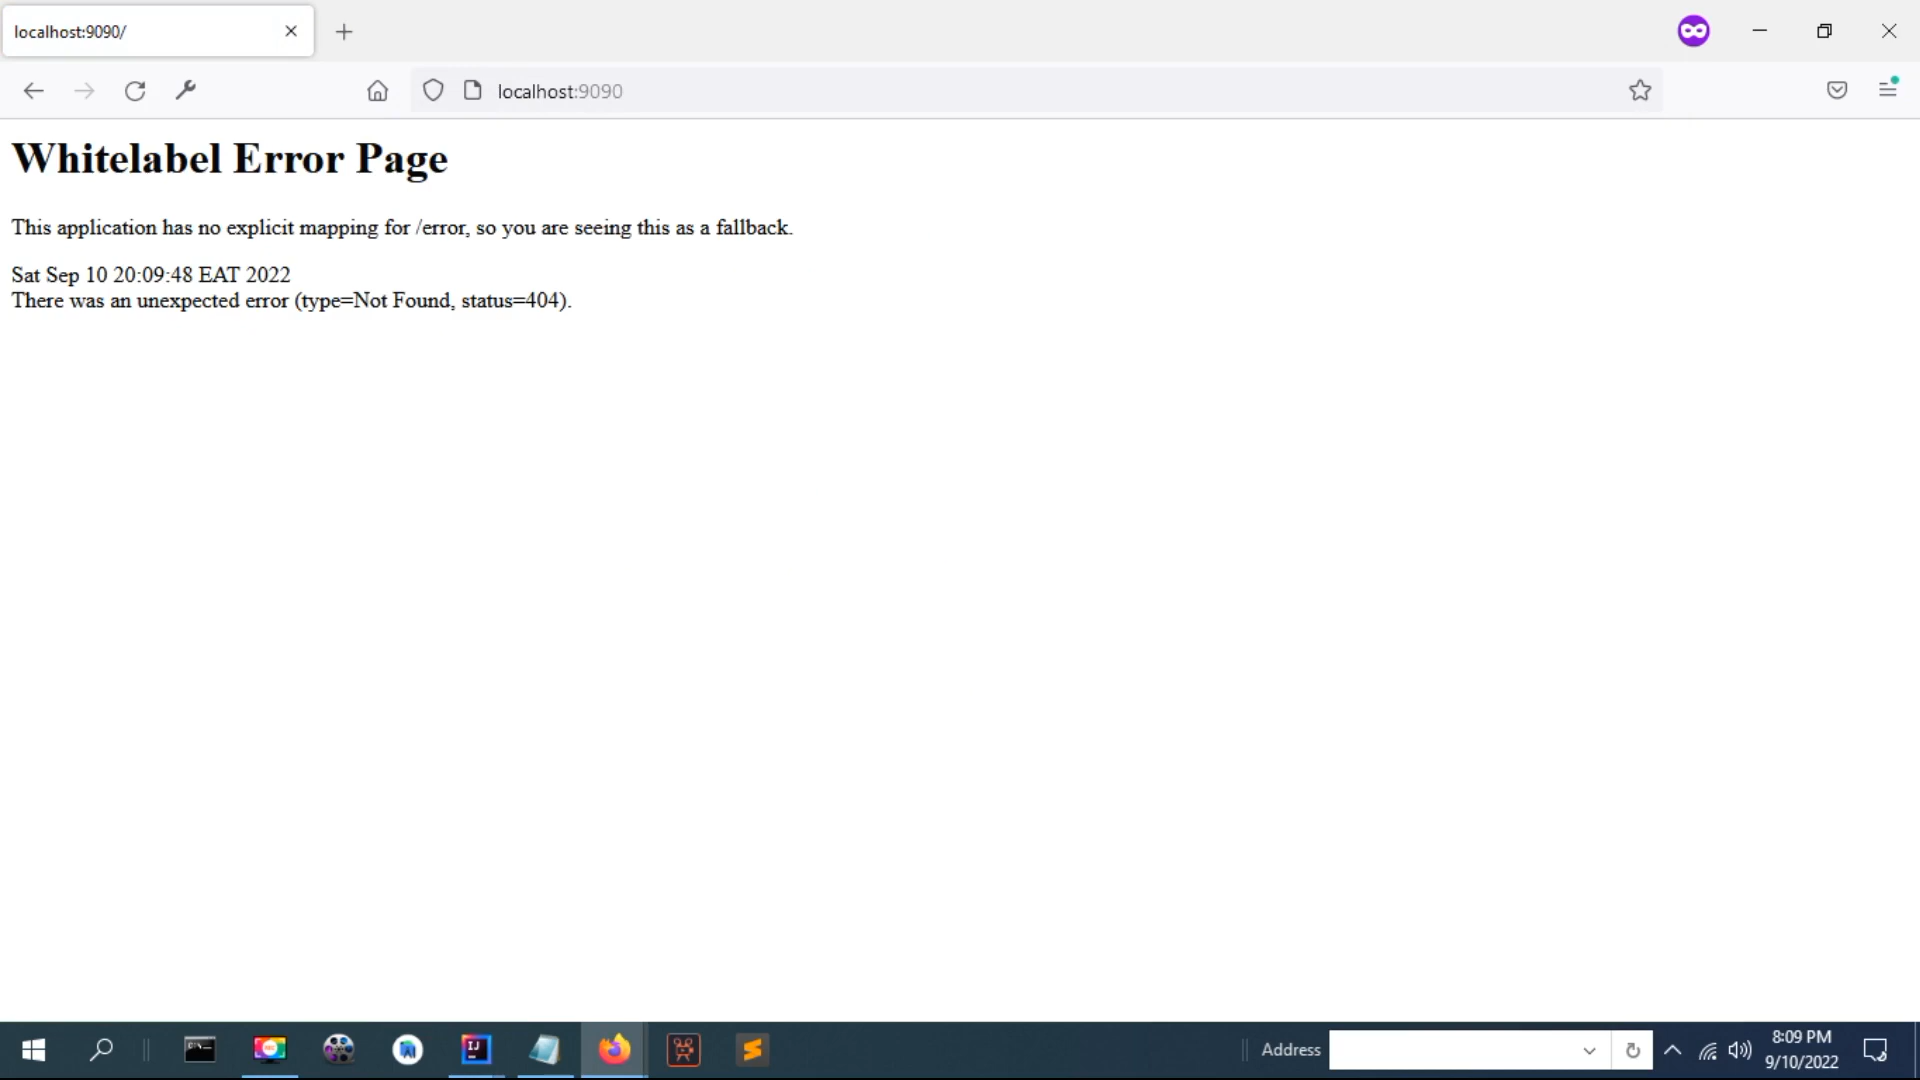 localhost:9090/
localhost:9090
Whitelabel Error Page
This application has no explicit mapping for /error, so you are seeing this as a fallback.
Sat Sep 10 20:09:48 EAT 2022
There was an unexpected error (type=Not Found, status=404).
IJ
Address
8:09 PM
9/10/2022